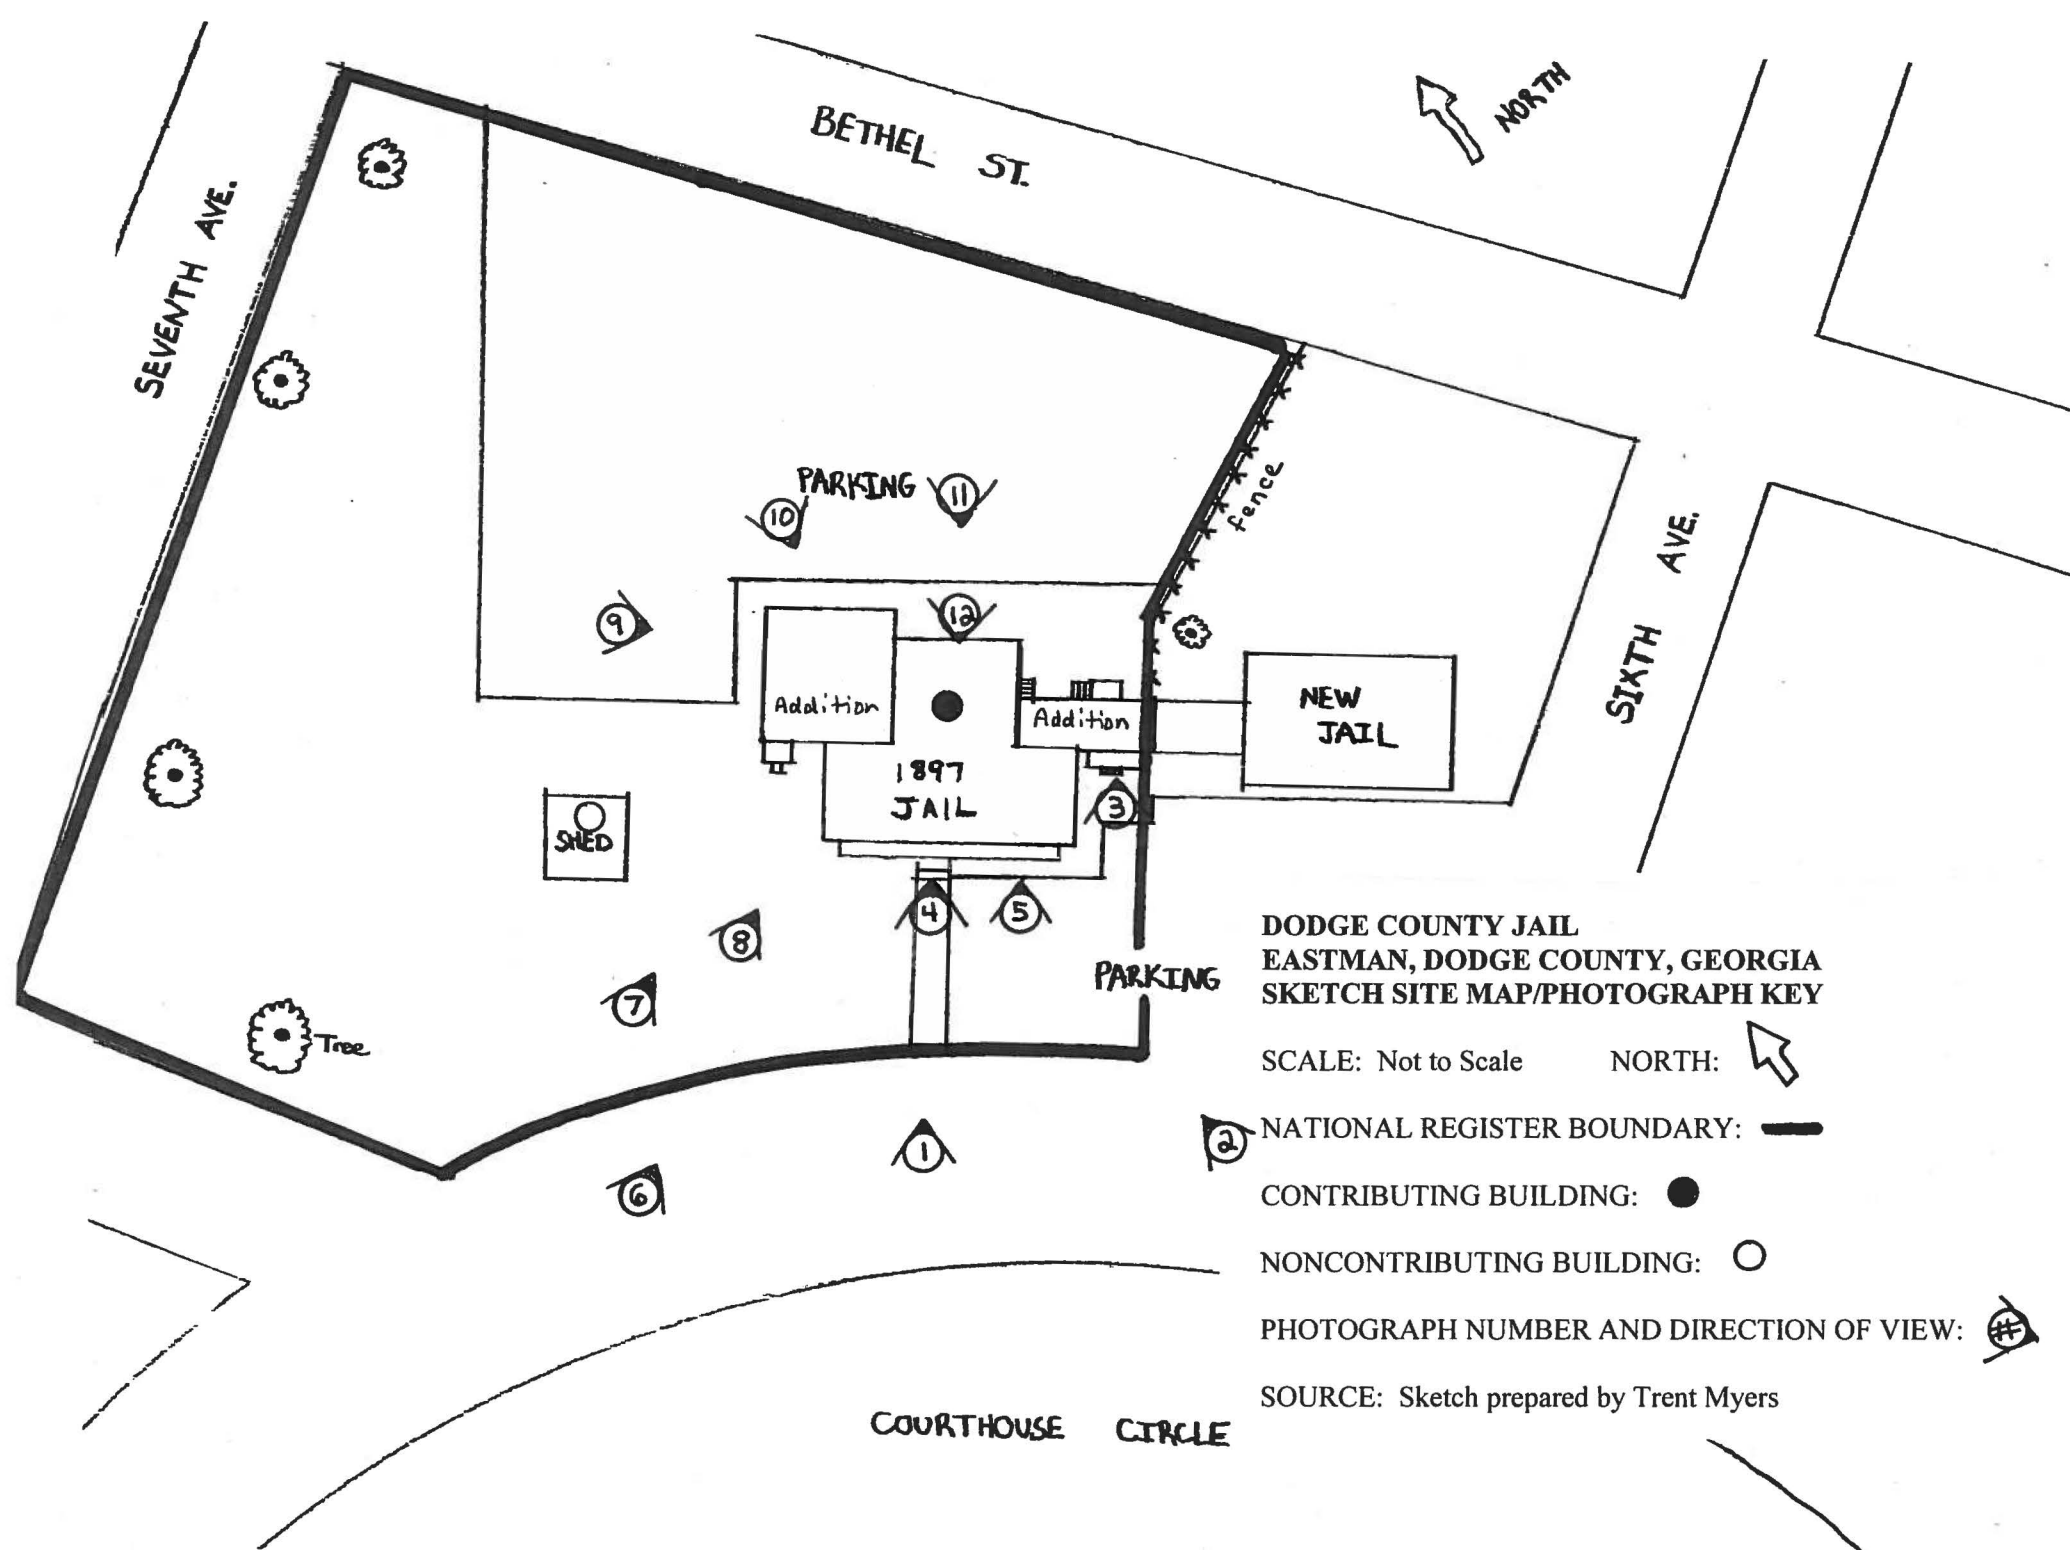 BETHEL ST.
NORTH
SEVENTH AVE.
PARKING
11
10
fence
SIXTH AVE.
9
12
Addition
Addition
NEW
JAIL
1897
JAIL
3
SHED
4
5
8
7
PARKING
Tree
1
2
6
DODGE COUNTY JAIL
EASTMAN, DODGE COUNTY, GEORGIA
SKETCH SITE MAP/PHOTOGRAPH KEY
SCALE: Not to Scale NORTH:
NATIONAL REGISTER BOUNDARY:
CONTRIBUTING BUILDING:
NONCONTRIBUTING BUILDING:
PHOTOGRAPH NUMBER AND DIRECTION OF VIEW: #
SOURCE: Sketch prepared by Trent Myers
COURTHOUSE CIRCLE